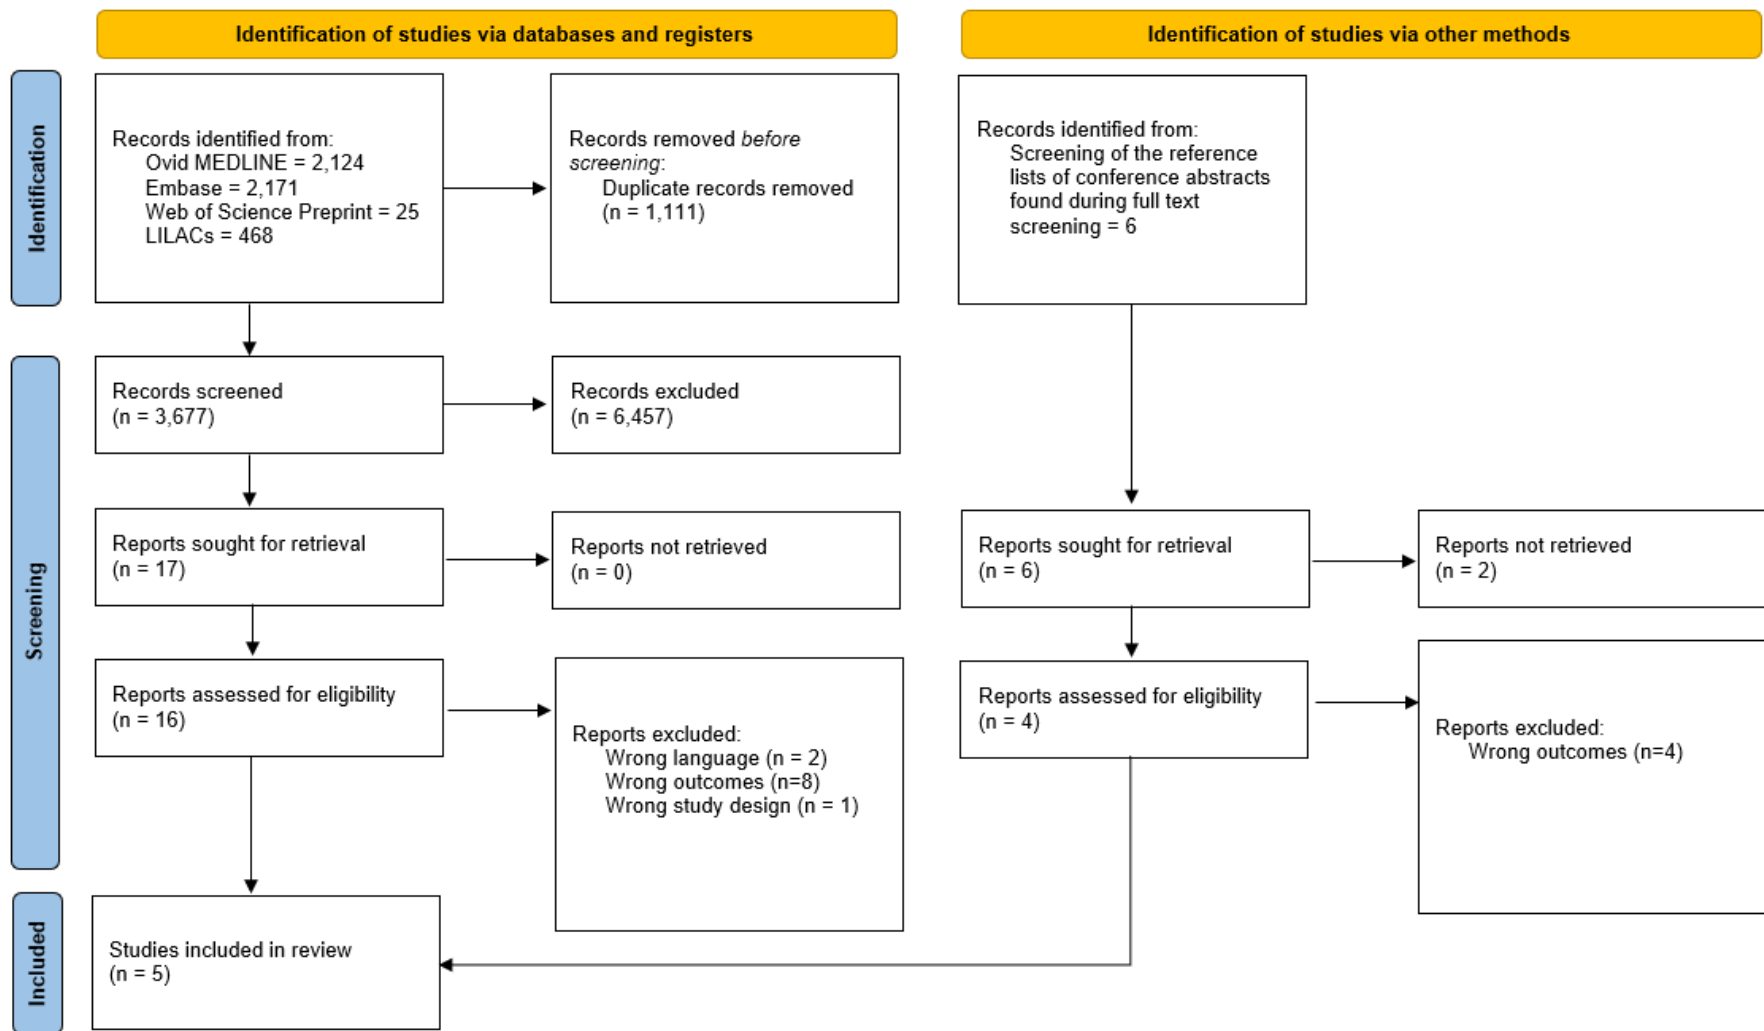 Identification of studies via databases and registers
Identification of studies via other methods
Identification
Records identified from:
Ovid MEDLINE = 2,124
Embase = 2,171
Web of Science Preprint = 25
LILACs = 468
Records removed before
screening:
Duplicate records removed
(n = 1,111)
Records identified from:
Screening of the reference
lists of conference abstracts
found during full text
screening = 6
Screening
Records screened
(n = 3,677)
Records excluded
(n = 6,457)
Reports sought for retrieval
(n = 17)
Reports not retrieved
(n = 0)
Reports sought for retrieval
(n = 6)
Reports not retrieved
(n = 2)
Reports assessed for eligibility
(n = 16)
Reports excluded:
Wrong language (n = 2)
Wrong outcomes (n=8)
Wrong study design (n = 1)
Reports assessed for eligibility
(n = 4)
Reports excluded:
Wrong outcomes (n=4)
Included
Studies included in review
(n = 5)